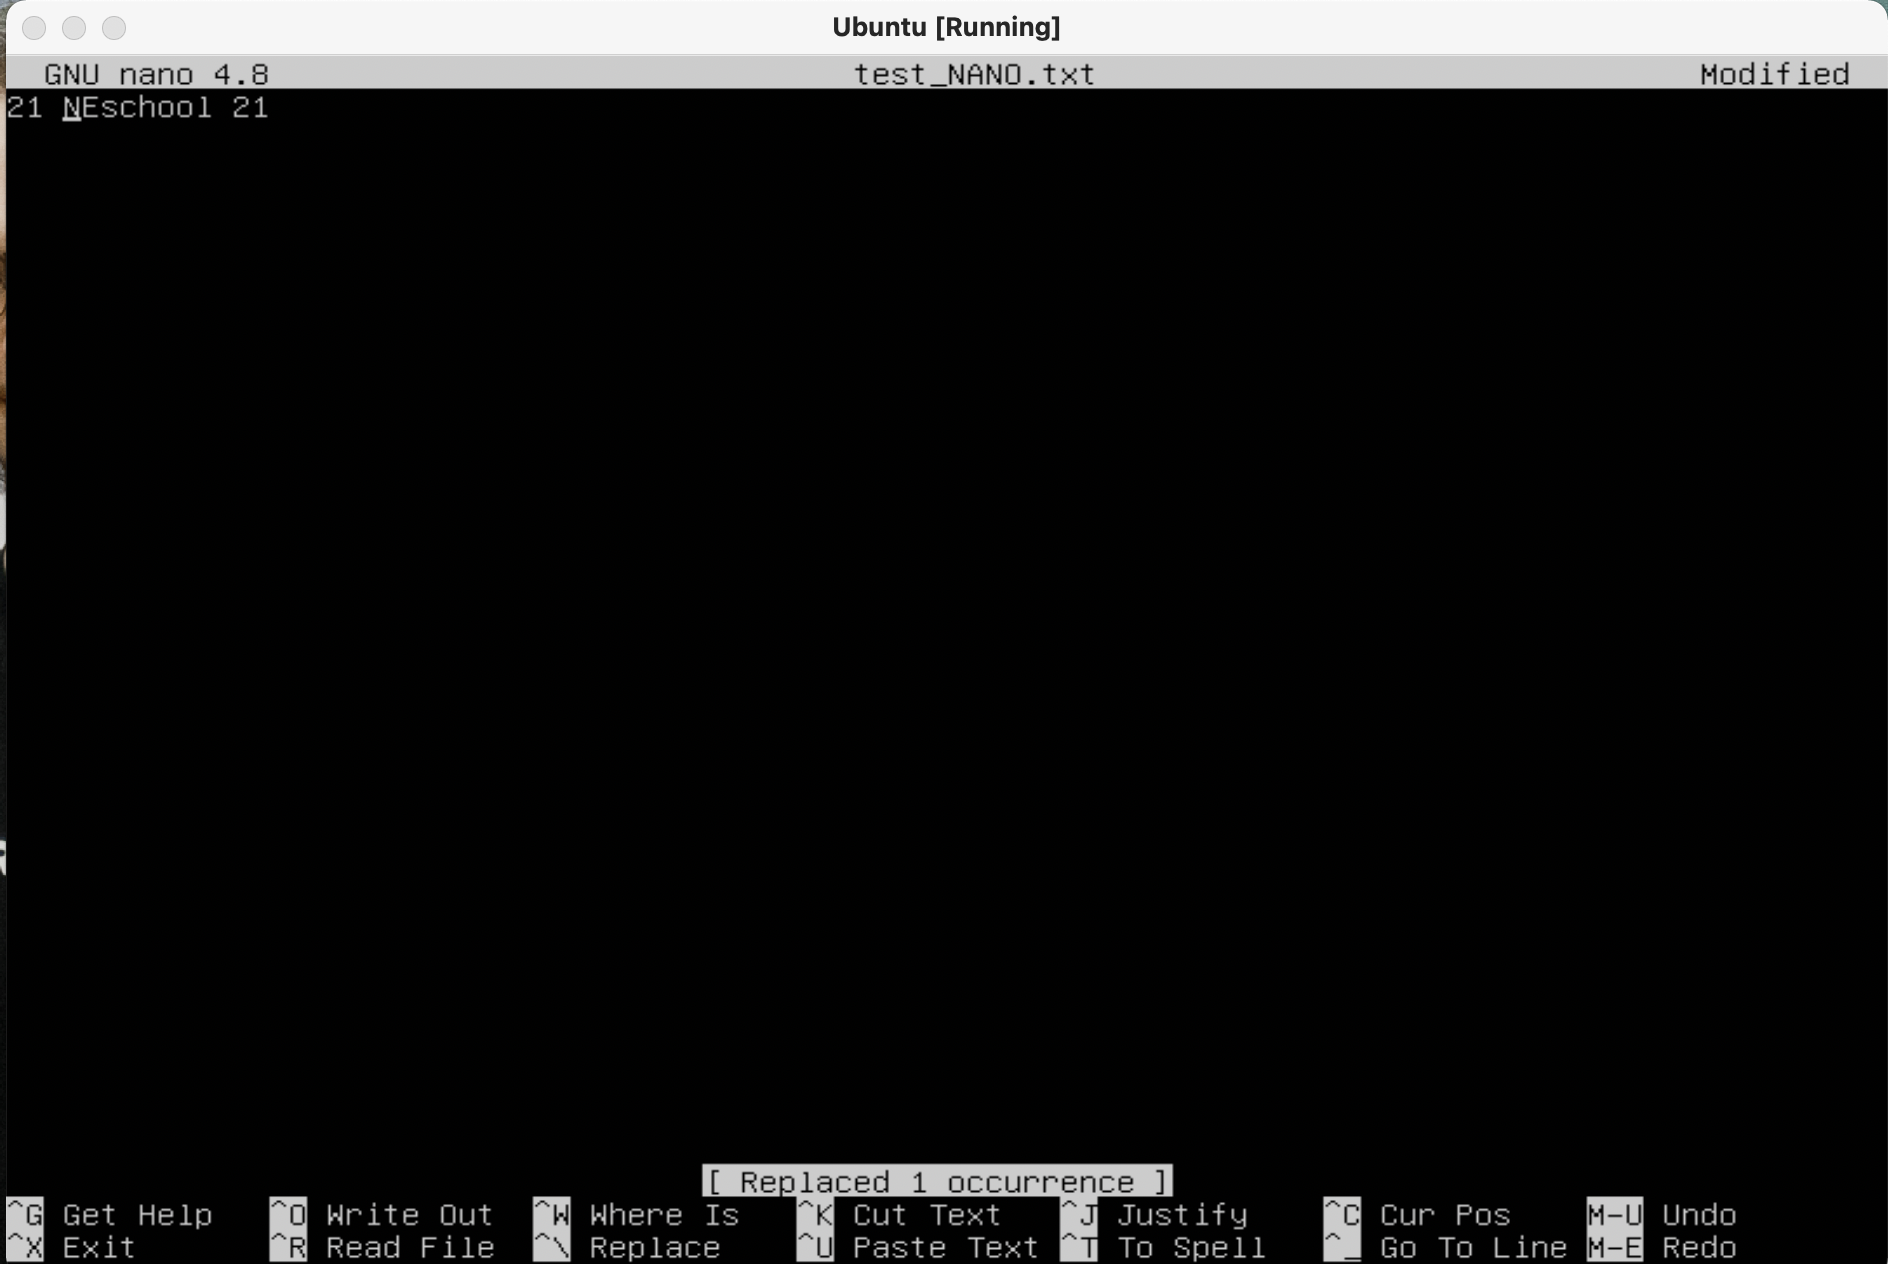 Ubuntu [Running]
GNU nano 4.8 test_NANO.txt Modified
21 NEschool 21
[ Replaced 1 occurrence ]
^G Get Help ^O Write Out ^W Where Is ^K Cut Text ^J Justify ^C Cur Pos M-U Undo
^X Exit ^R Read File ^\ Replace ^U Paste Text ^T To Spell ^_ Go To Line M-E Redo